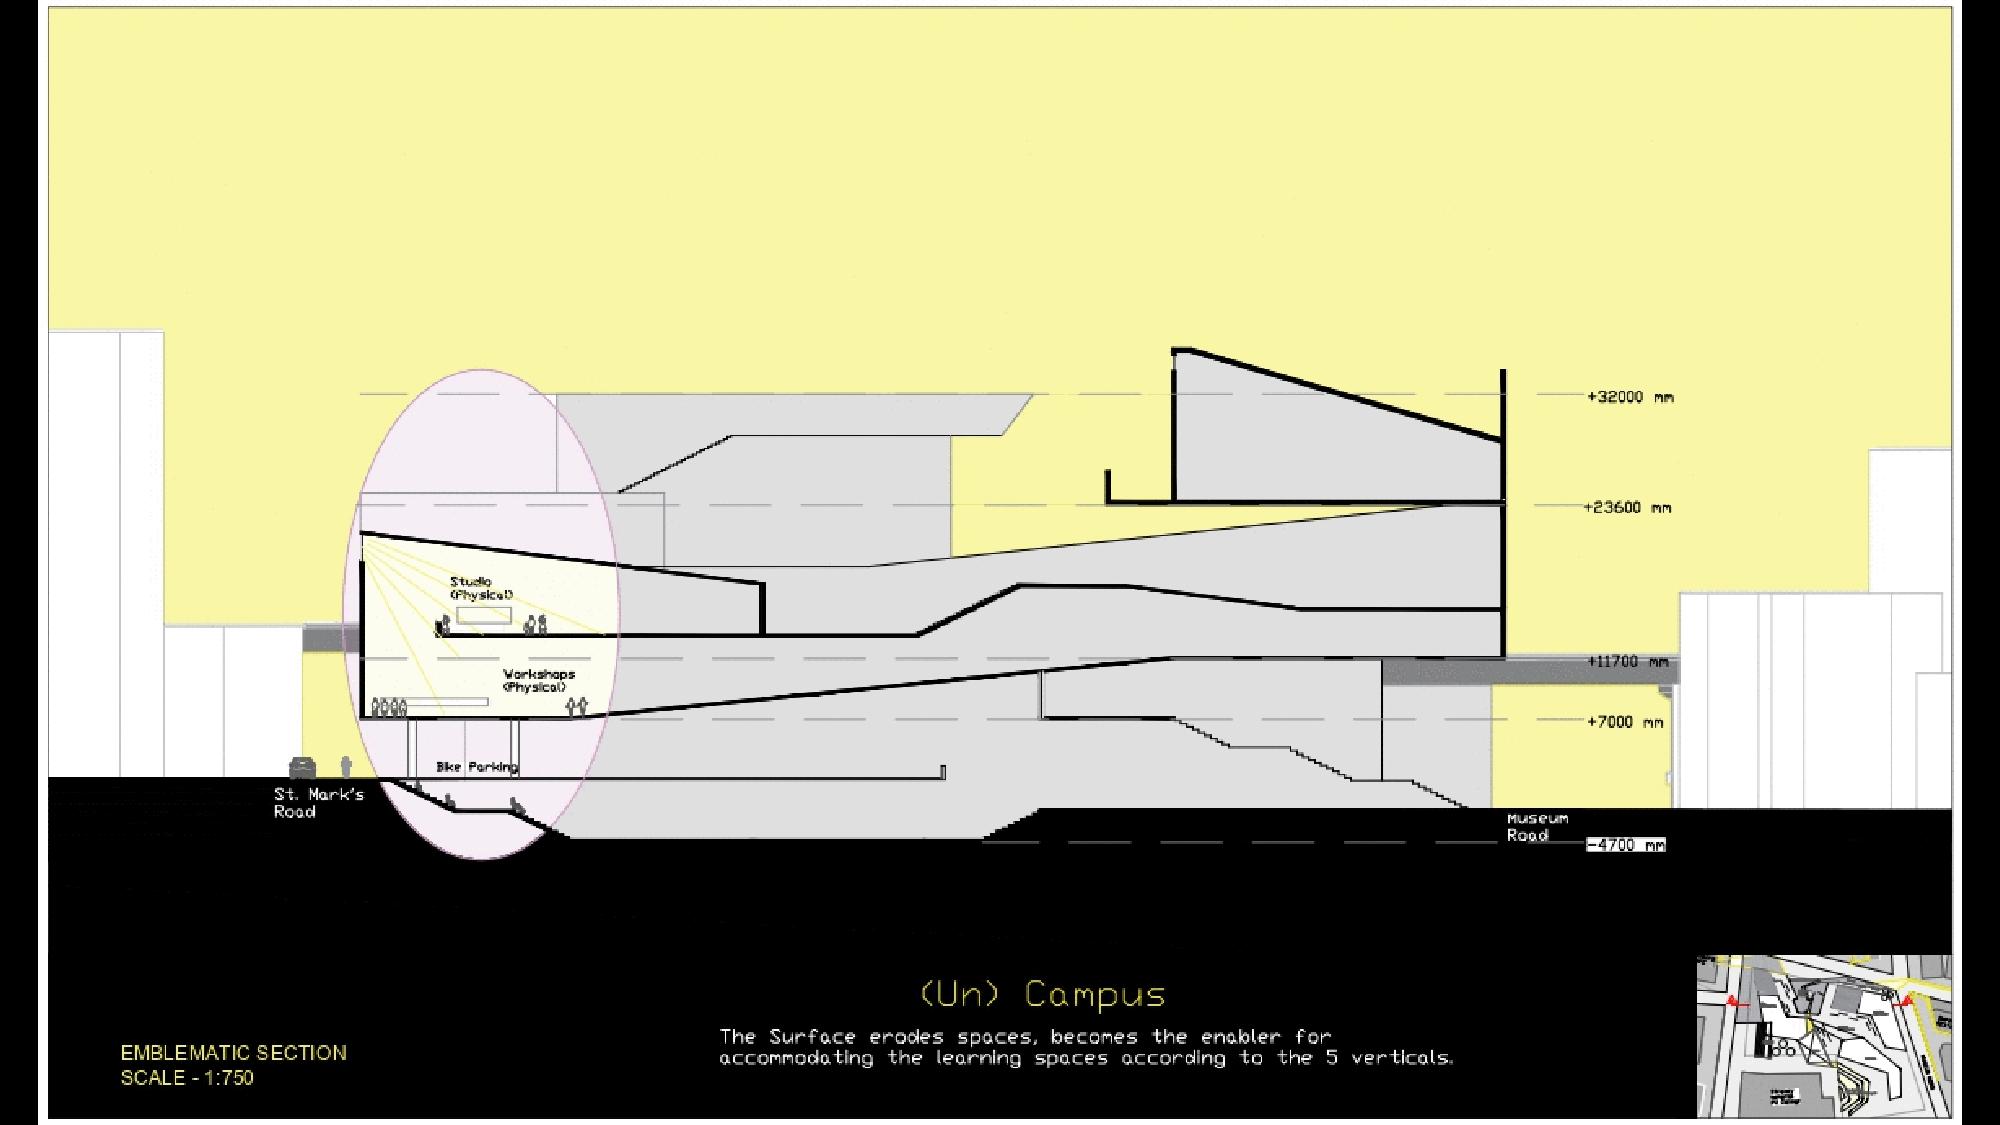 +32000 mm
+23600 mm
Studio
(Physical)
+11700 mm
Workshops
(Physical)
+7000 mm
Bike Parking
St. Mark's
Road
Museum
Road
-4700 mm
(Un) Campus
The Surface erodes spaces, becomes the enabler for
accommodating the learning spaces according to the 5 verticals.
EMBLEMATIC SECTION
SCALE - 1:750